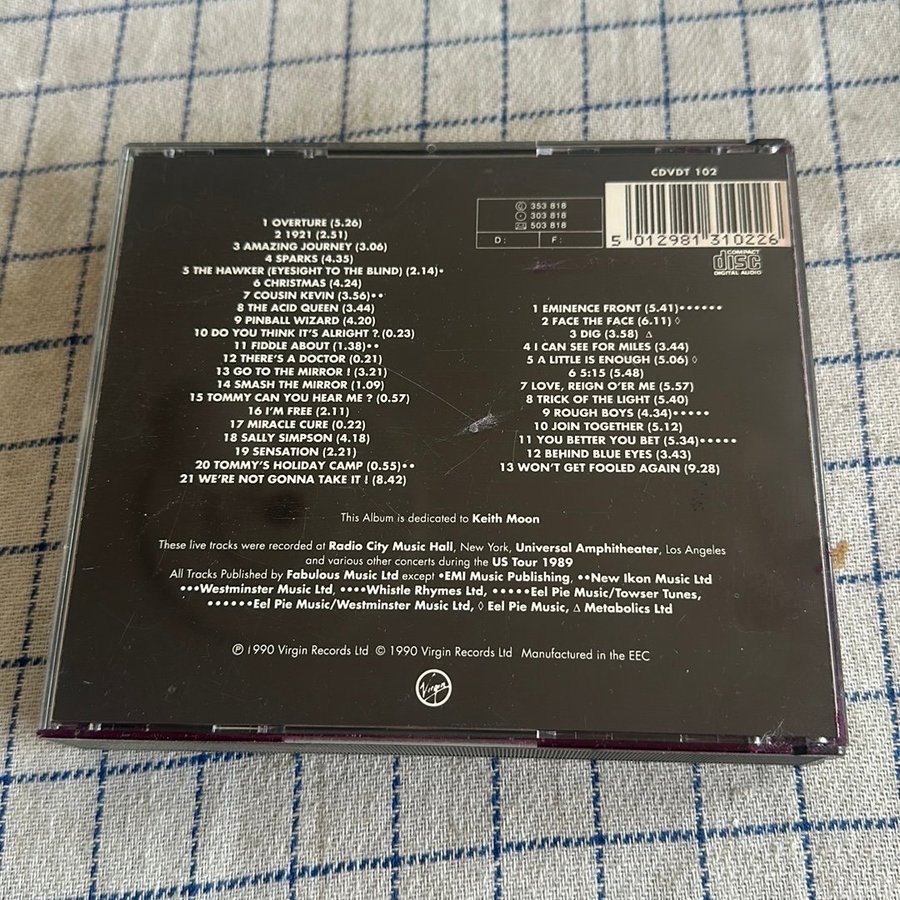 CDVDT 102
353 818
303 818
503 818
D: F:
5 012981 310226
COMPACT
disc
DIGITAL AUDIO
1 OVERTURE (5.26)
2 1921 (2.51)
3 AMAZING JOURNEY (3.06)
4 SPARKS (4.35)
5 THE HAWKER (EYESIGHT TO THE BLIND) (2.14)•
6 CHRISTMAS (4.24)
7 COUSIN KEVIN (3.56)••
8 THE ACID QUEEN (3.44)
9 PINBALL WIZARD (4.20)
10 DO YOU THINK IT'S ALRIGHT ? (0.23)
11 FIDDLE ABOUT (1.38)••
12 THERE'S A DOCTOR (0.21)
13 GO TO THE MIRROR ! (3.21)
14 SMASH THE MIRROR (1.09)
15 TOMMY CAN YOU HEAR ME ? (0.57)
16 I'M FREE (2.11)
17 MIRACLE CURE (0.22)
18 SALLY SIMPSON (4.18)
19 SENSATION (2.21)
20 TOMMY'S HOLIDAY CAMP (0.55)••
21 WE'RE NOT GONNA TAKE IT ! (8.42)
1 EMINENCE FRONT (5.41)••••••
2 FACE THE FACE (6.11) ◊
3 DIG (3.58) Δ
4 I CAN SEE FOR MILES (3.44)
5 A LITTLE IS ENOUGH (5.06) ◊
6 5:15 (5.48)
7 LOVE, REIGN O'ER ME (5.57)
8 TRICK OF THE LIGHT (5.40)
9 ROUGH BOYS (4.34)•••••
10 JOIN TOGETHER (5.12)
11 YOU BETTER YOU BET (5.34)•••••
12 BEHIND BLUE EYES (3.43)
13 WON'T GET FOOLED AGAIN (9.28)
This Album is dedicated to Keith Moon
These live tracks were recorded at Radio City Music Hall, New York, Universal Amphitheater, Los Angeles
and various other concerts during the US Tour 1989
All Tracks Published by Fabulous Music Ltd except •EMI Music Publishing, ••New Ikon Music Ltd
•••Westminster Music Ltd, ••••Whistle Rhymes Ltd, •••••Eel Pie Music/Towser Tunes,
••••••Eel Pie Music/Westminster Music Ltd, ◊ Eel Pie Music, Δ Metabolics Ltd
℗ 1990 Virgin Records Ltd © 1990 Virgin Records Ltd Manufactured in the EEC
Virgin